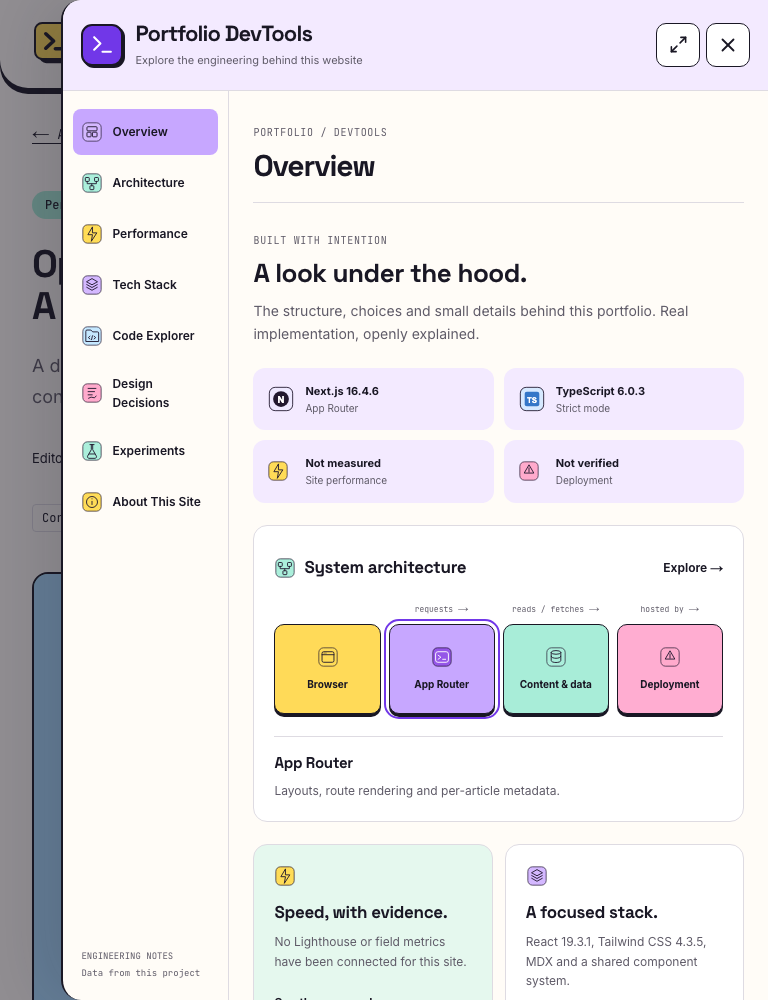 Portfolio DevTools
Explore the engineering behind this website
Overview
Architecture
Performance
Tech Stack
Code Explorer
Design
Decisions
Experiments
About This Site
ENGINEERING NOTES
Data from this project
PORTFOLIO / DEVTOOLS
Overview
BUILT WITH INTENTION
A look under the hood.
The structure, choices and small details behind this portfolio. Real
implementation, openly explained.
N
Next.js 16.4.6
App Router
TS
TypeScript 6.0.3
Strict mode
Not measured
Site performance
Not verified
Deployment
System architecture
Explore →
requests →
reads / fetches →
hosted by →
Browser
App Router
Content & data
Deployment
App Router
Layouts, route rendering and per-article metadata.
Speed, with evidence.
No Lighthouse or field metrics
have been connected for this site.
A focused stack.
React 19.3.1, Tailwind CSS 4.3.5,
MDX and a shared component
system.